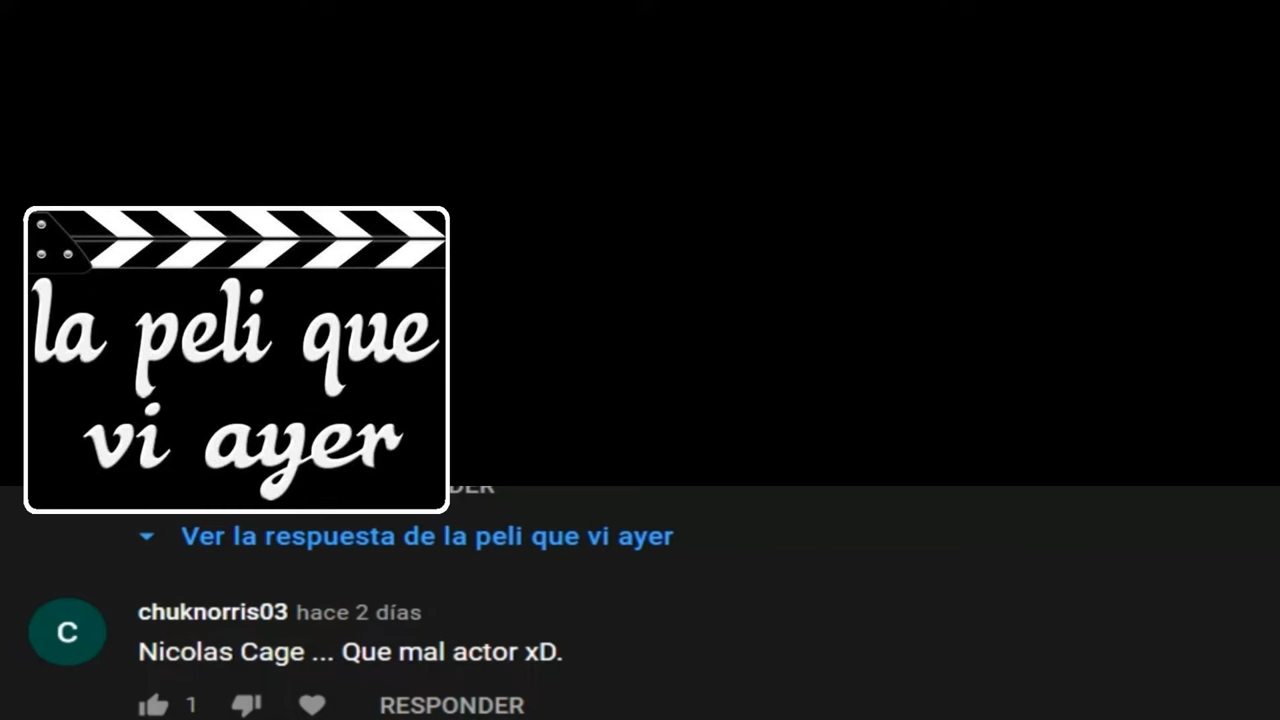 la peli que
vi ayer
DER
Ver la respuesta de la peli que vi ayer
C
chuknorris03 hace 2 días
Nicolas Cage ... Que mal actor xD.
1
RESPONDER